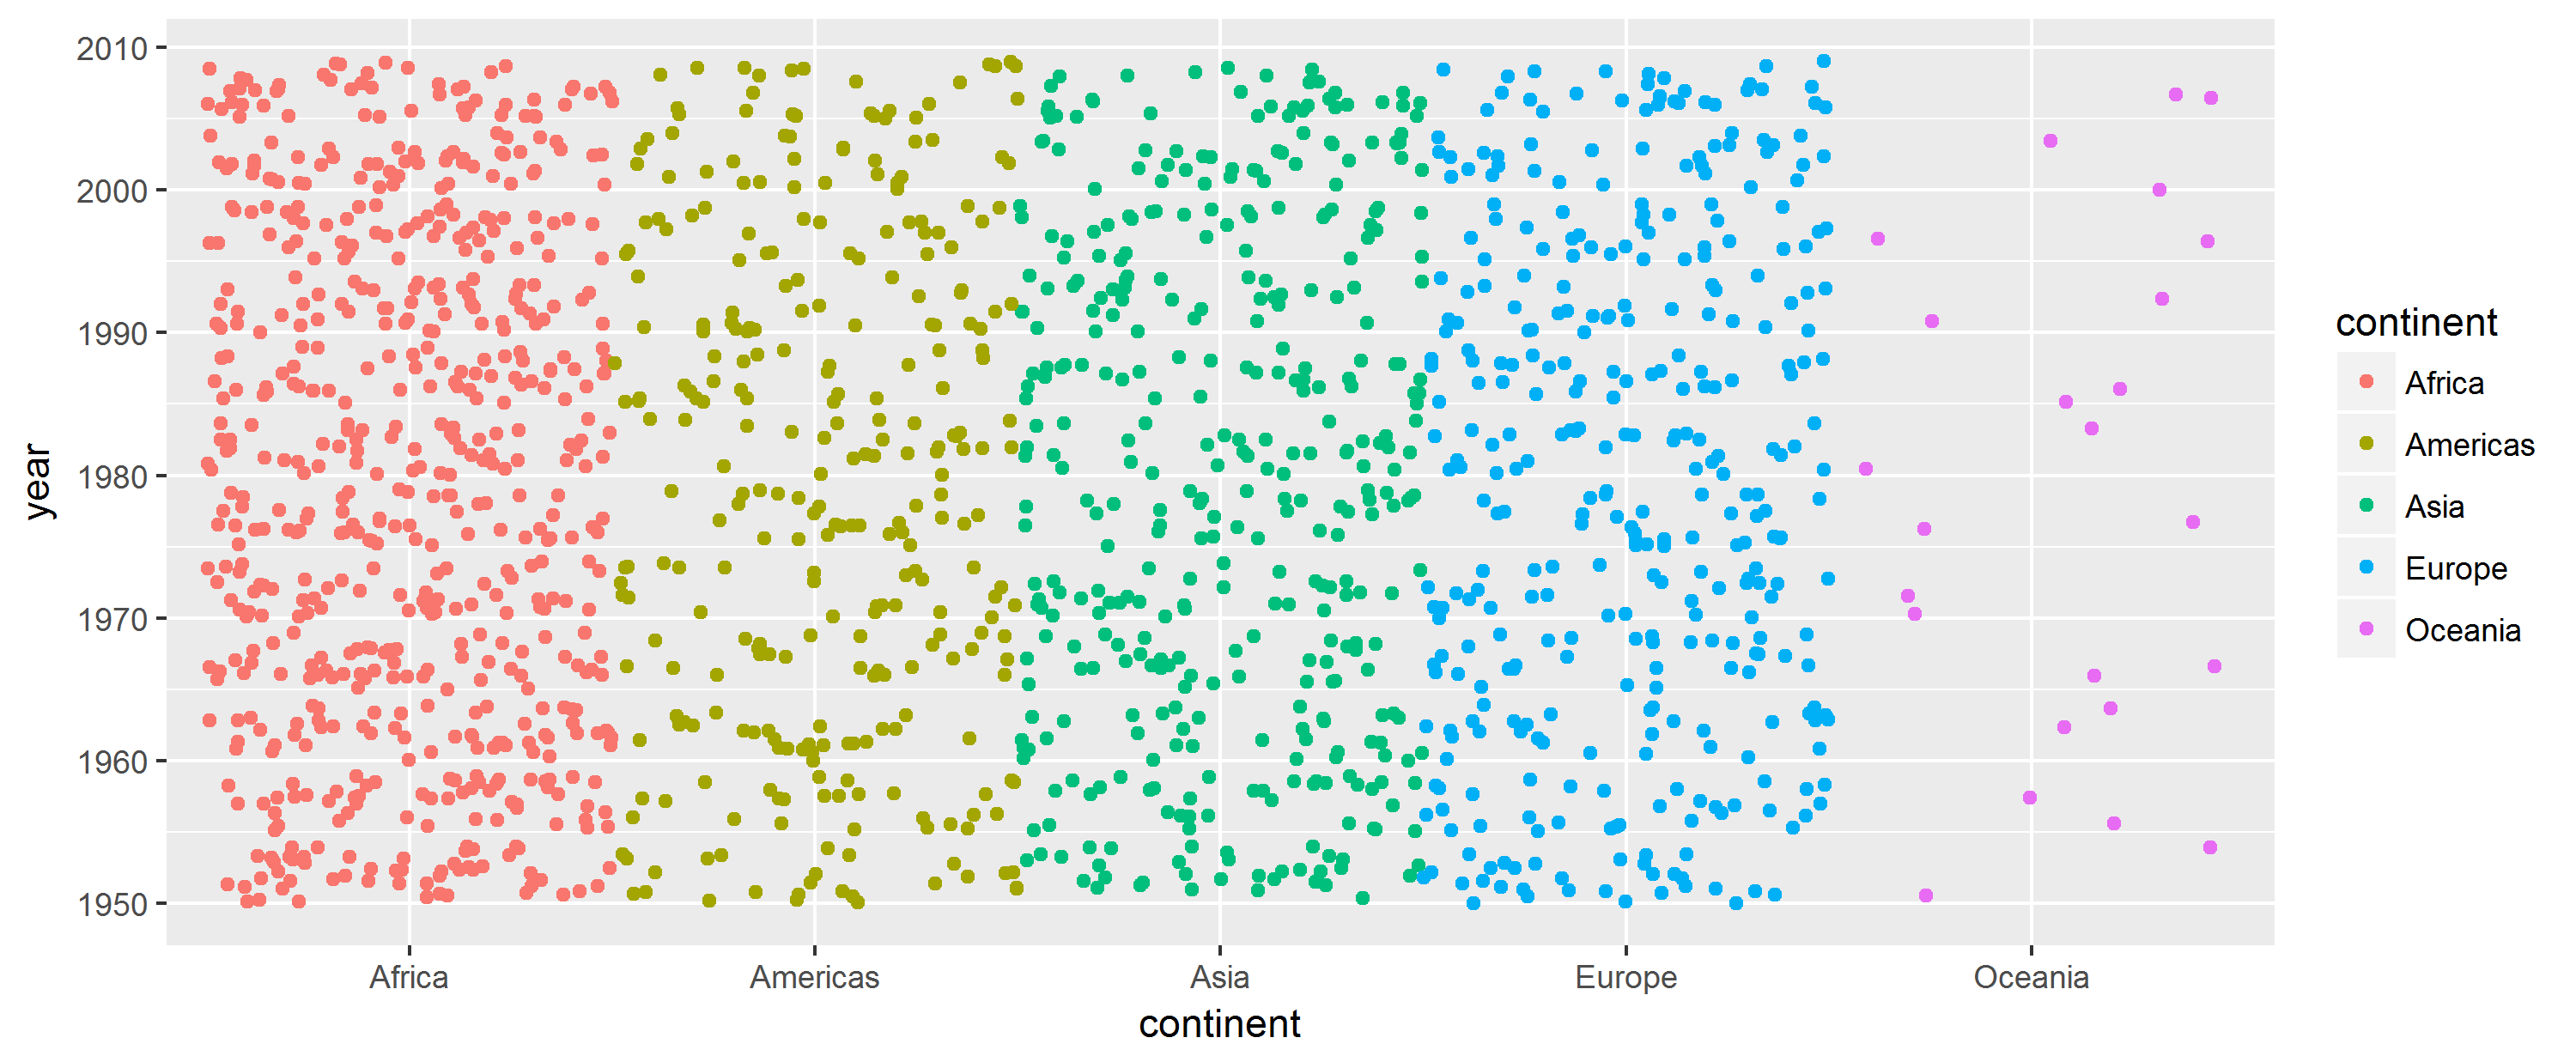 2010
2000
1990
1980
1970
1960
1950
year
Africa
Americas
Asia
Europe
Oceania
continent
continent
Africa
Americas
Asia
Europe
Oceania